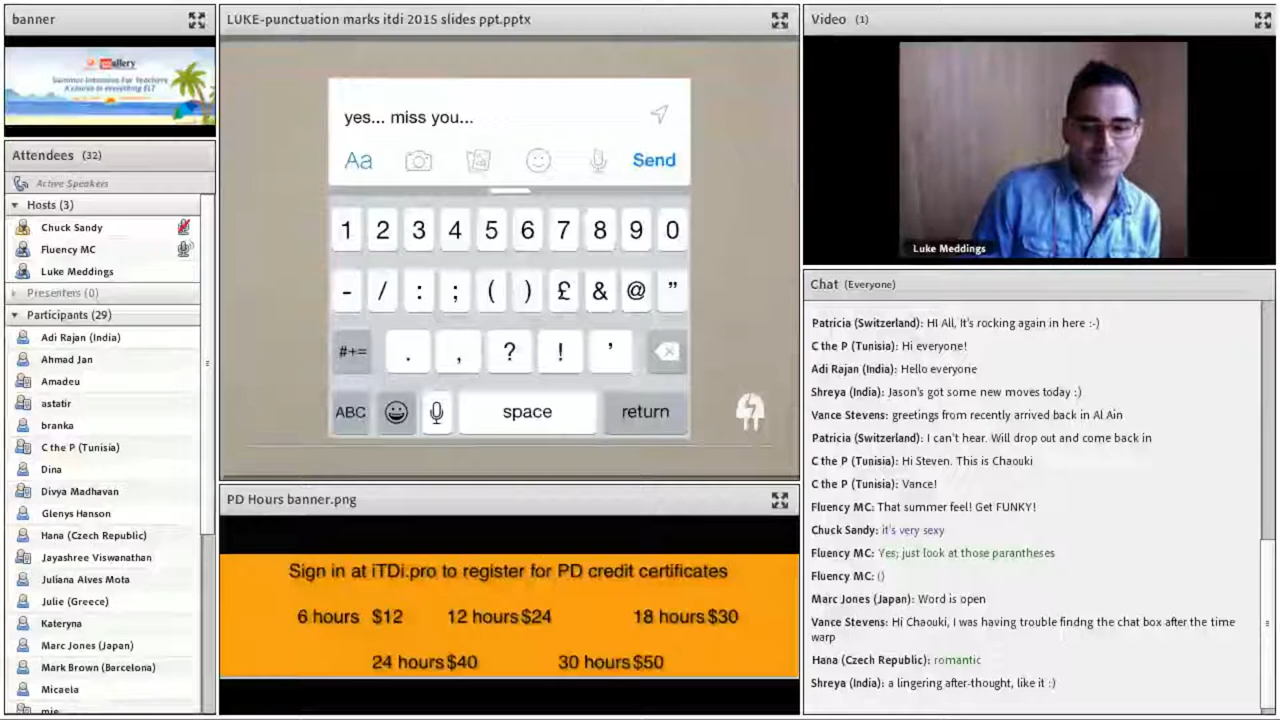 banner
allery
Summer Intensive For Teachers
A course in everything ELT
Attendees (32)
Active Speakers
Hosts (3)
Chuck Sandy
Fluency MC
Luke Meddings
Presenters (0)
Participants (29)
Adi Rajan (India)
Ahmad Jan
Amadeu
astatir
branka
C the P (Tunisia)
Dina
Divya Madhavan
Glenys Hanson
Hana (Czech Republic)
Jayashree Viswanathan
Juliana Alves Mota
Julie (Greece)
Kateryna
Marc Jones (Japan)
Mark Brown (Barcelona)
Micaela
LUKE-punctuation marks itdi 2015 slides ppt.pptx
yes... miss you...
Aa Send
1 2 3 4 5 6 7 8 9 0
- / : ; ( ) £ & @ ”
#+= . , ? ! ’
ABC space return
PD Hours banner.png
Sign in at iTDi.pro to register for PD credit certificates
6 hours $12 12 hours $24 18 hours $30
24 hours $40 30 hours $50
Video (1)
Luke Meddings
Chat (Everyone)
Patricia (Switzerland): HI All, It's rocking again in here :-)
C the P (Tunisia): Hi everyone!
Adi Rajan (India): Hello everyone
Shreya (India): Jason's got some new moves today :)
Vance Stevens: greetings from recently arrived back in Al Ain
Patricia (Switzerland): I can't hear. Will drop out and come back in
C the P (Tunisia): Hi Steven. This is Chaouki
C the P (Tunisia): Vance!
Fluency MC: That summer feel! Get FUNKY!
Chuck Sandy: it's very sexy
Fluency MC: Yes; just look at those parantheses
Fluency MC: ()
Marc Jones (Japan): Word is open
Vance Stevens: Hi Chaouki, I was having trouble findng the chat box after the time
warp
Hana (Czech Republic): romantic
Shreya (India): a lingering after-thought, like it :)